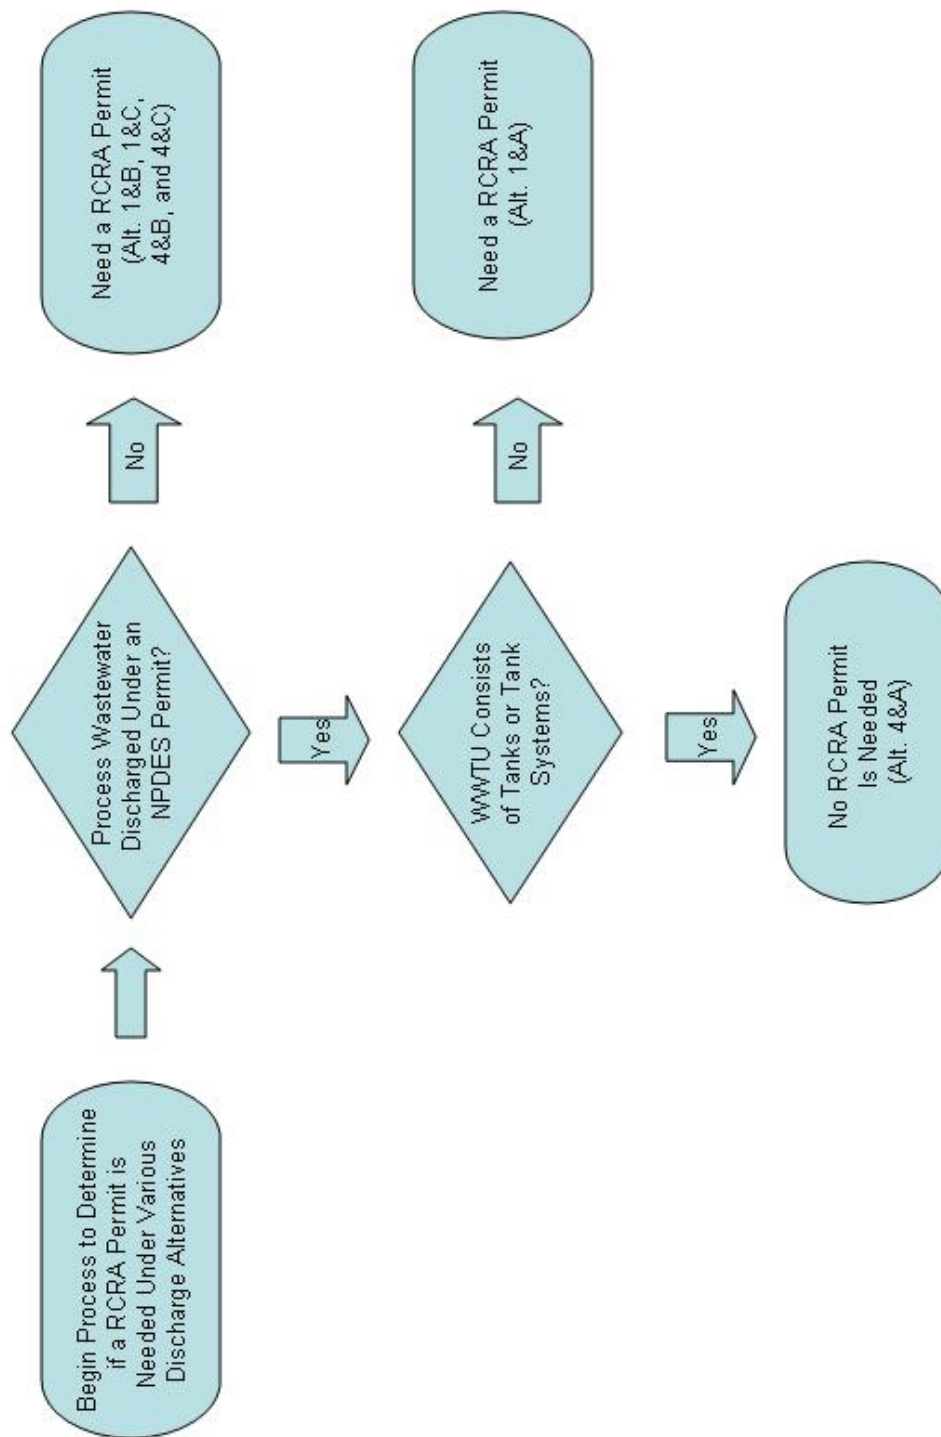 Begin Process to Determine
if a RCRA Permit is
Needed Under Various
Discharge Alternatives
Process Wastewater
Discharged Under an
NPDES Permit?
No
Need a RCRA Permit
(Alt. 1&B, 1&C,
4&B, and 4&C)
Yes
WWTU Consists
of Tanks or Tank
Systems?
No
Need a RCRA Permit
(Alt. 1&A)
Yes
No RCRA Permit
Is Needed
(Alt. 4&A)